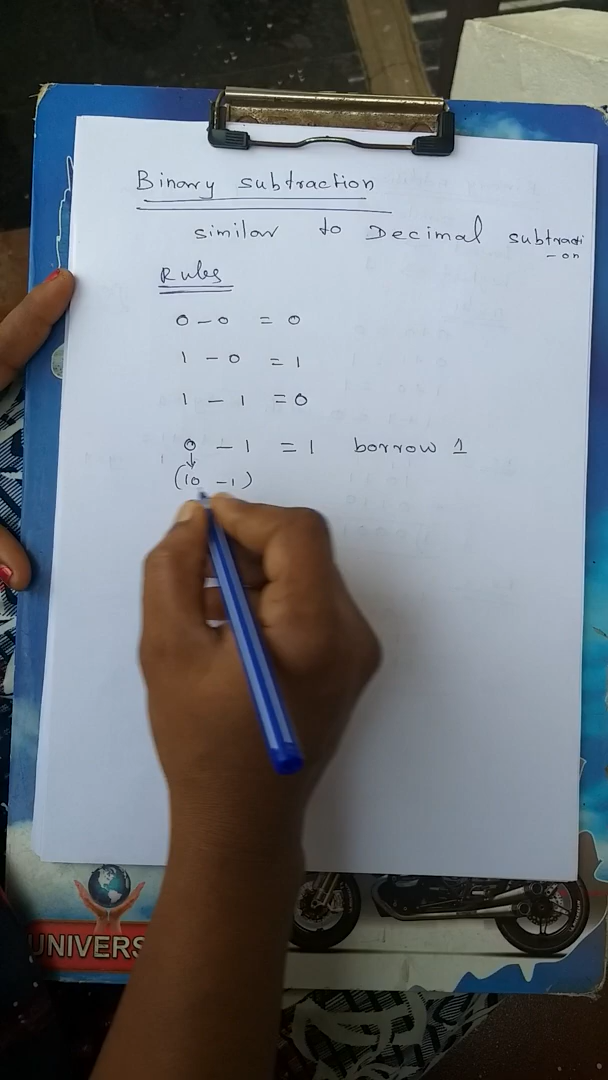 Binary subtraction
similar to Decimal subtracti
-on
Rules
0 - 0 = 0
1 - 0 = 1
1 - 1 = 0
0 - 1 = 1 borrow 1
↓
(10 - 1)
UNIVERS